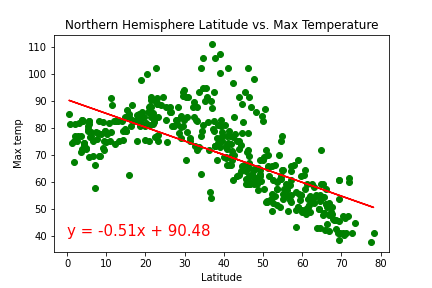 Northern Hemisphere Latitude vs. Max Temperature
110
100
90
80
70
60
50
40
Max temp
y = -0.51x + 90.48
0 10 20 30 40 50 60 70 80
Latitude